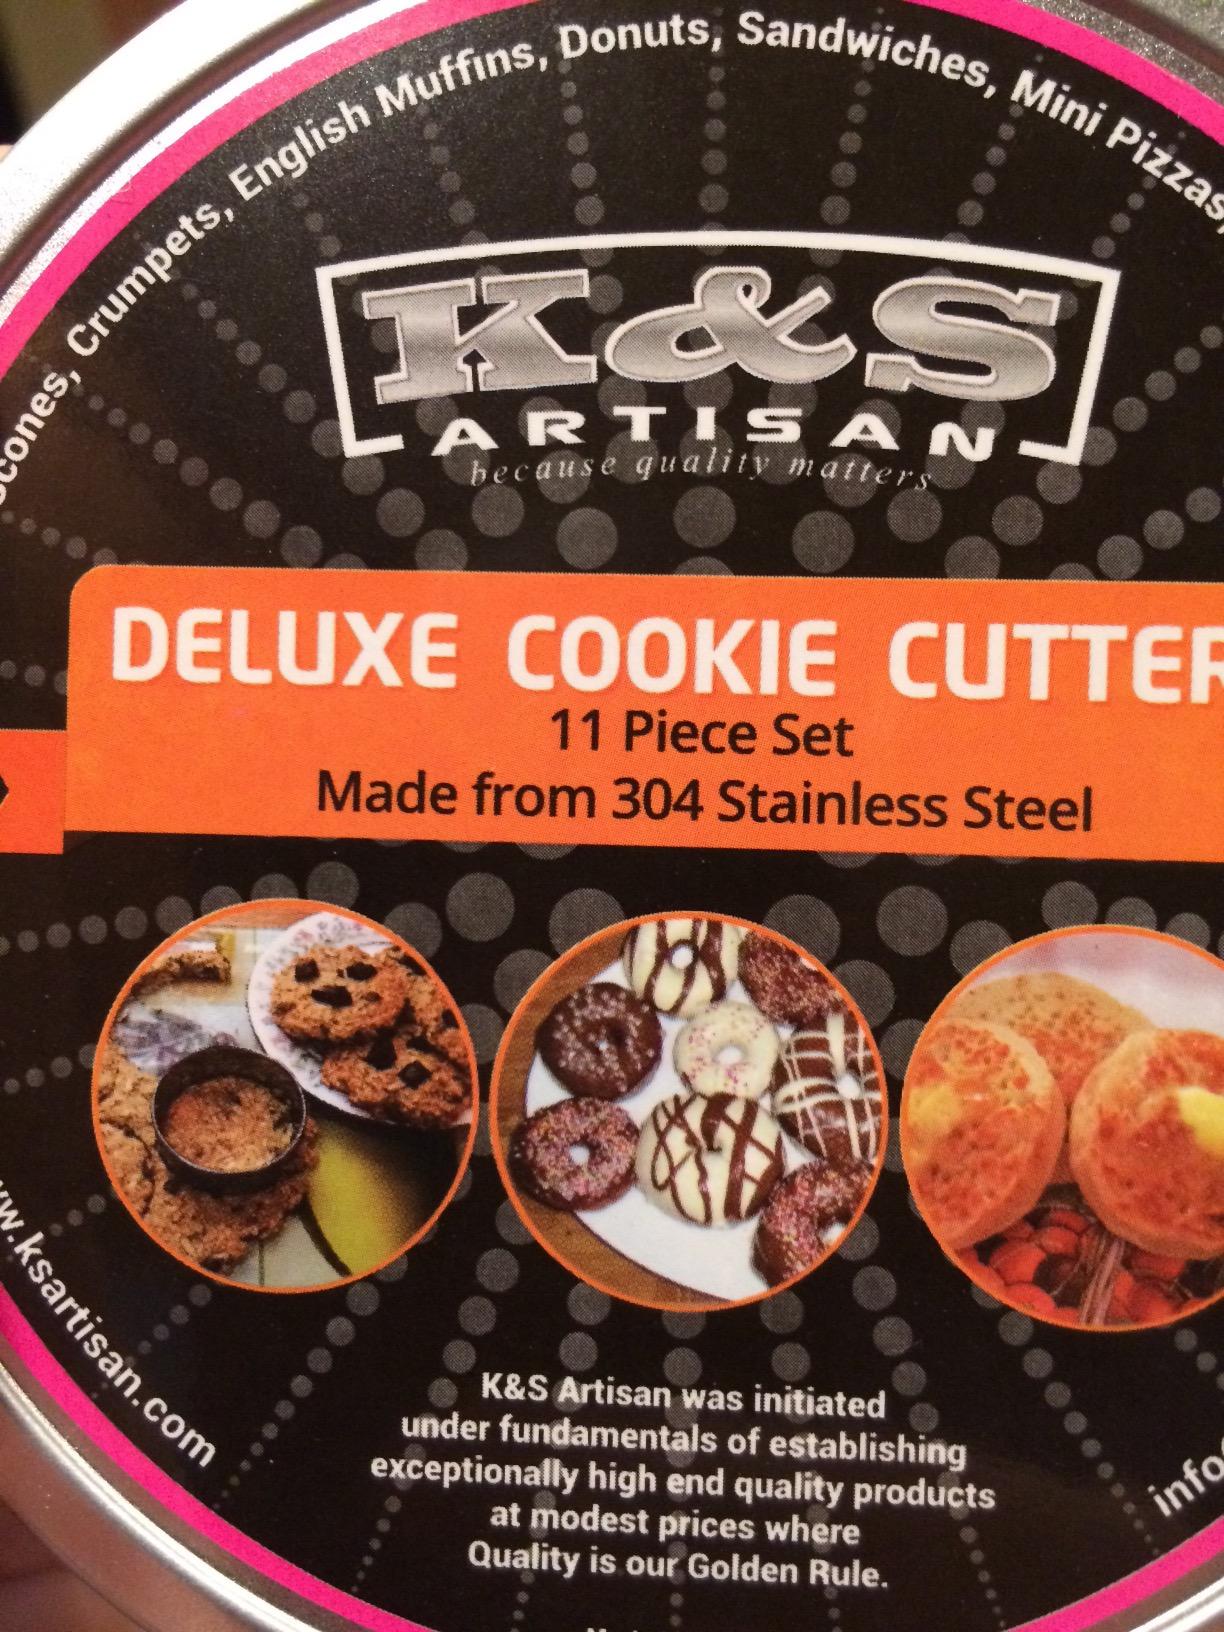 Scones, Crumpets, English Muffins, Donuts, Sandwiches, Mini Pizzas,
K&S
ARTISAN
because quality matters
DELUXE COOKIE CUTTER
11 Piece Set
Made from 304 Stainless Steel
www.ksartisan.com
K&S Artisan was initiated
under fundamentals of establishing
exceptionally high end quality products
at modest prices where
Quality is our Golden Rule.
info